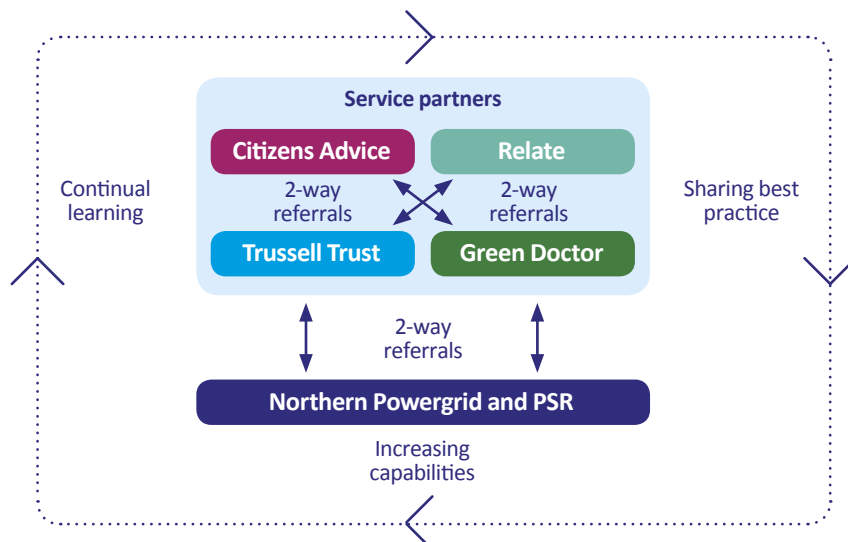 Service partners
Citizens Advice
Relate
Continual
learning
2-way
referrals
2-way
referrals
Sharing best
practice
Trussell Trust
Green Doctor
2-way
referrals
Northern Powergrid and PSR
Increasing
capabilities